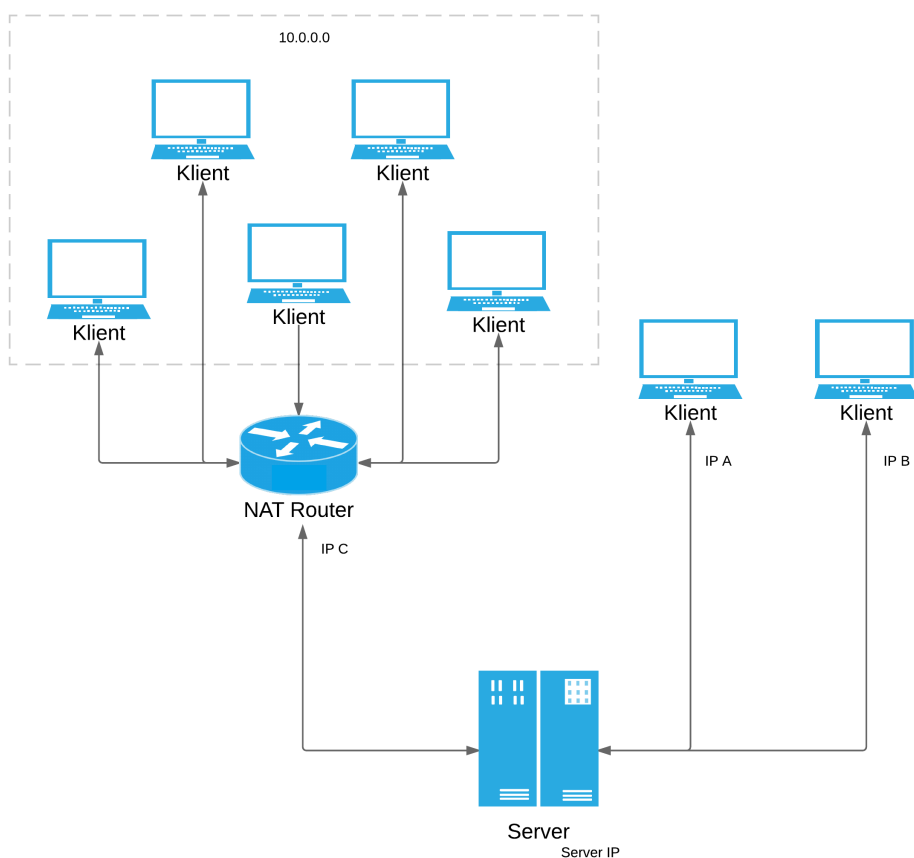 10.0.0.0
Klient
Klient
Klient
Klient
Klient
Klient
Klient
IP A
IP B
NAT Router
IP C
Server
Server IP